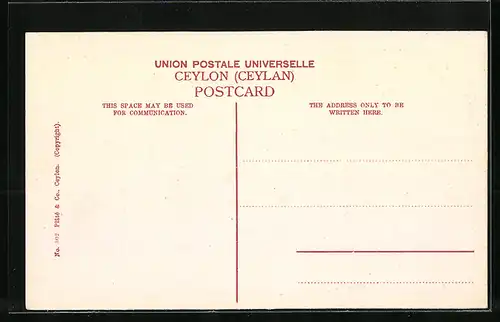 UNION POSTALE UNIVERSELLE
CEYLON (CEYLAN)
POSTCARD
THIS SPACE MAY BE USED
FOR COMMUNICATION.
THE ADDRESS ONLY TO BE
WRITTEN HERE.
No. Plâté & Co., Ceylon. (Copyright).